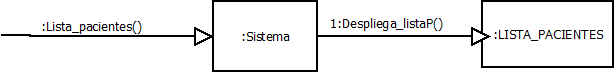 :Lista_pacientes()
:Sistema
1:Despliega_listaP()
:LISTA_PACIENTES